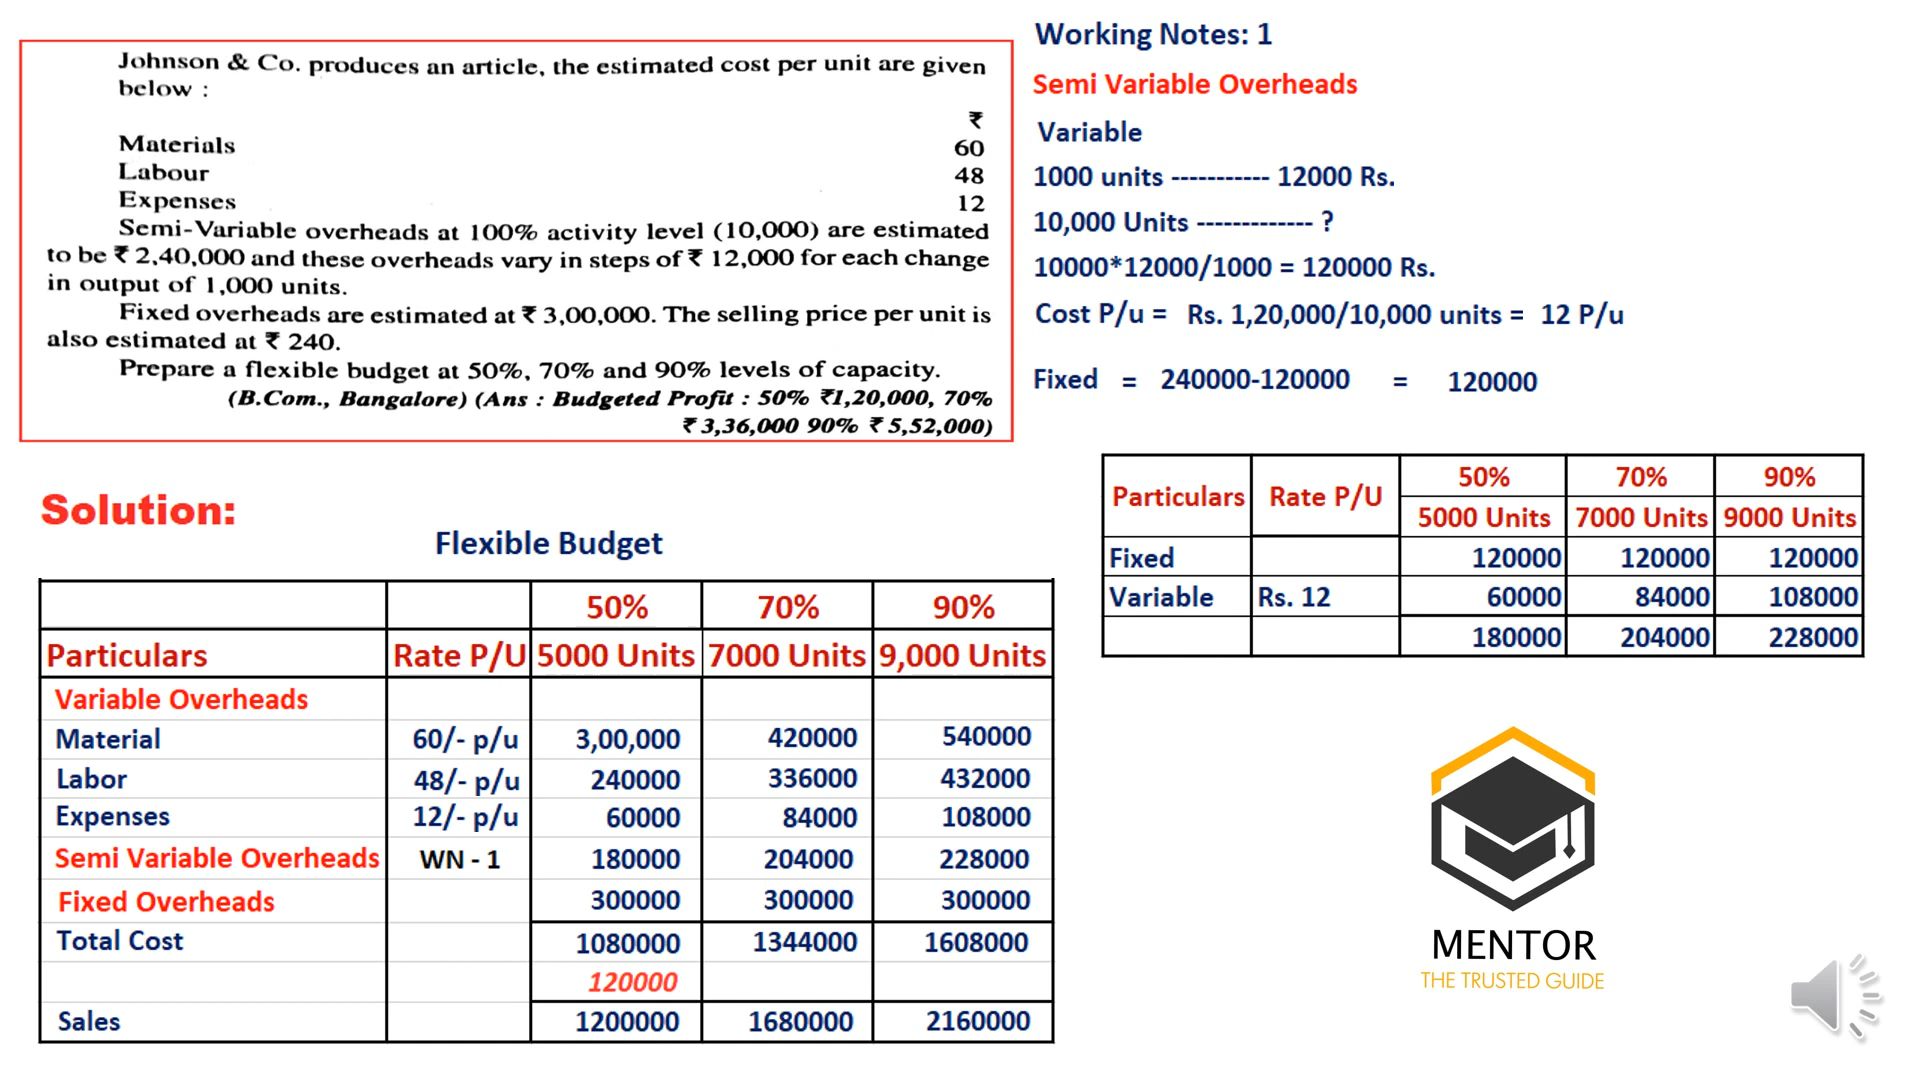 Johnson & Co. produces an article, the estimated cost per unit are given
below :
₹
Materials 60
Labour 48
Expenses 12
Semi-Variable overheads at 100% activity level (10,000) are estimated
to be ₹ 2,40,000 and these overheads vary in steps of ₹ 12,000 for each change
in output of 1,000 units.
Fixed overheads are estimated at ₹ 3,00,000. The selling price per unit is
also estimated at ₹ 240.
Prepare a flexible budget at 50%, 70% and 90% levels of capacity.
(B.Com., Bangalore) (Ans : Budgeted Profit : 50% ₹1,20,000, 70%
₹ 3,36,000 90% ₹ 5,52,000)
Working Notes: 1
Semi Variable Overheads
Variable
1000 units ----------- 12000 Rs.
10,000 Units ------------- ?
10000*12000/1000 = 120000 Rs.
Cost P/u = Rs. 1,20,000/10,000 units = 12 P/u
Fixed = 240000-120000 = 120000
Particulars Rate P/U 50% 70% 90%
5000 Units 7000 Units 9000 Units
Fixed 120000 120000 120000
Variable Rs. 12 60000 84000 108000
180000 204000 228000
Solution:
Flexible Budget
50% 70% 90%
Particulars Rate P/U 5000 Units 7000 Units 9,000 Units
Variable Overheads
Material 60/- p/u 3,00,000 420000 540000
Labor 48/- p/u 240000 336000 432000
Expenses 12/- p/u 60000 84000 108000
Semi Variable Overheads WN - 1 180000 204000 228000
Fixed Overheads 300000 300000 300000
Total Cost 1080000 1344000 1608000
120000
Sales 1200000 1680000 2160000
MENTOR
THE TRUSTED GUIDE